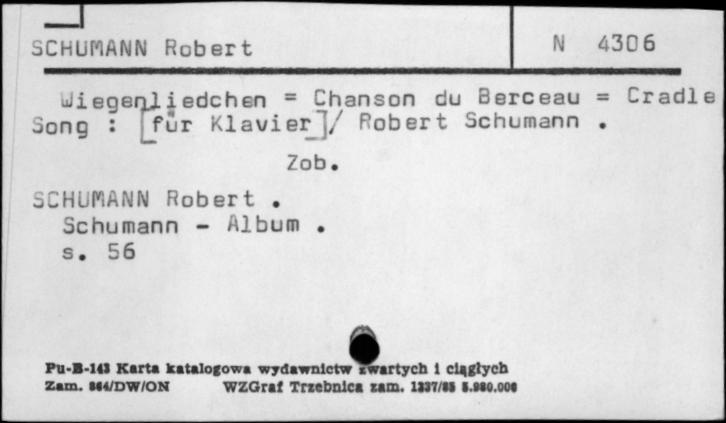 SCHUMANN Robert
N 4306
Wiegenliedchen = Chanson du Berceau = Cradle
Song : [für Klavier]/ Robert Schumann .
Zob.
SCHUMANN Robert .
Schumann - Album .
s. 56
Pu-B-143 Karta katalogowa wydawnictw zwartych i ciągłych
Zam. 864/DW/ON WZGraf Trzebnica zam. 1337/85 5.980.000